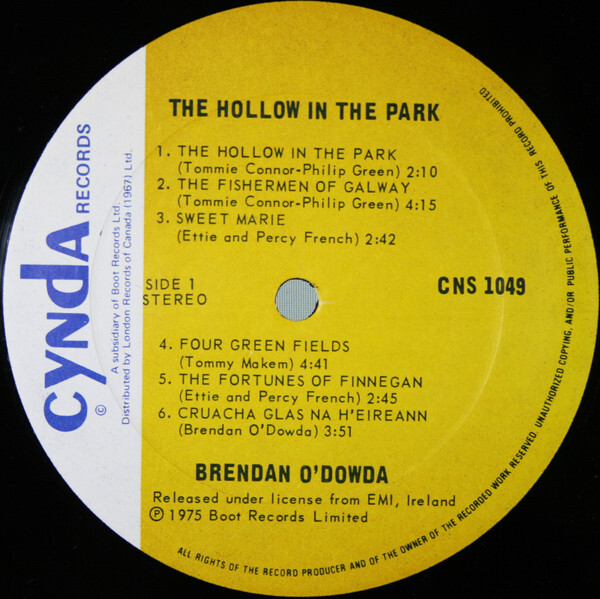 THE HOLLOW IN THE PARK
1. THE HOLLOW IN THE PARK
(Tommie Connor-Philip Green) 2:10
2. THE FISHERMEN OF GALWAY
(Tommie Connor-Philip Green) 4:15
3. SWEET MARIE
(Ettie and Percy French) 2:42
SIDE 1
STEREO
CNS 1049
4. FOUR GREEN FIELDS
(Tommy Makem) 4:41
5. THE FORTUNES OF FINNEGAN
(Ettie and Percy French) 2:45
6. CRUACHA GLAS NA H'EIREANN
(Brendan O'Dowda) 3:51
BRENDAN O'DOWDA
Released under license from EMI, Ireland
℗ 1975 Boot Records Limited
CYNdA RECORDS
©
A subsidiary of Boot Records Ltd.
Distributed by London Records of Canada (1967) Ltd.
ALL RIGHTS OF THE RECORD PRODUCER AND OF THE OWNER OF THE RECORDED WORK RESERVED. UNAUTHORIZED COPYING, AND/OR PUBLIC PERFORMANCE OF THIS RECORD PROHIBITED